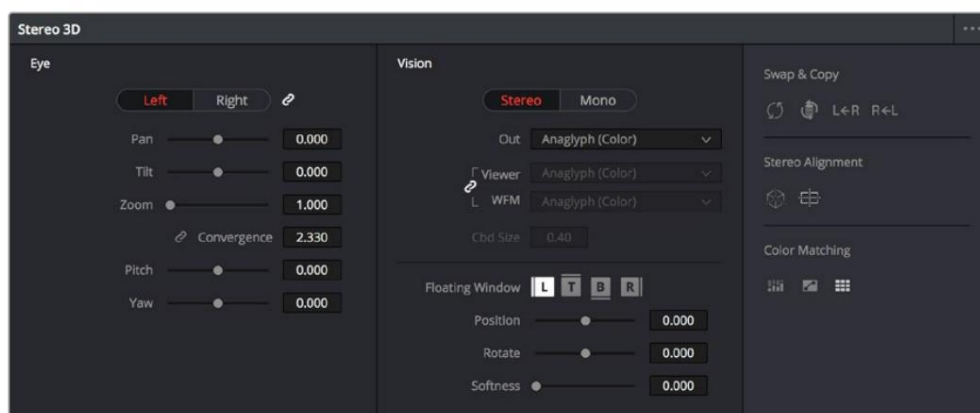 Stereo 3D
Eye
Left Right
Pan 0.000
Tilt 0.000
Zoom 1.000
Convergence 2.330
Pitch 0.000
Yaw 0.000
Vision
Stereo Mono
Out Anaglyph (Color)
Viewer Anaglyph (Color)
WFM Anaglyph (Color)
Cbd Size 0.40
Floating Window L T B R
Position 0.000
Rotate 0.000
Softness 0.000
Swap & Copy
L←R R←L
Stereo Alignment
Color Matching